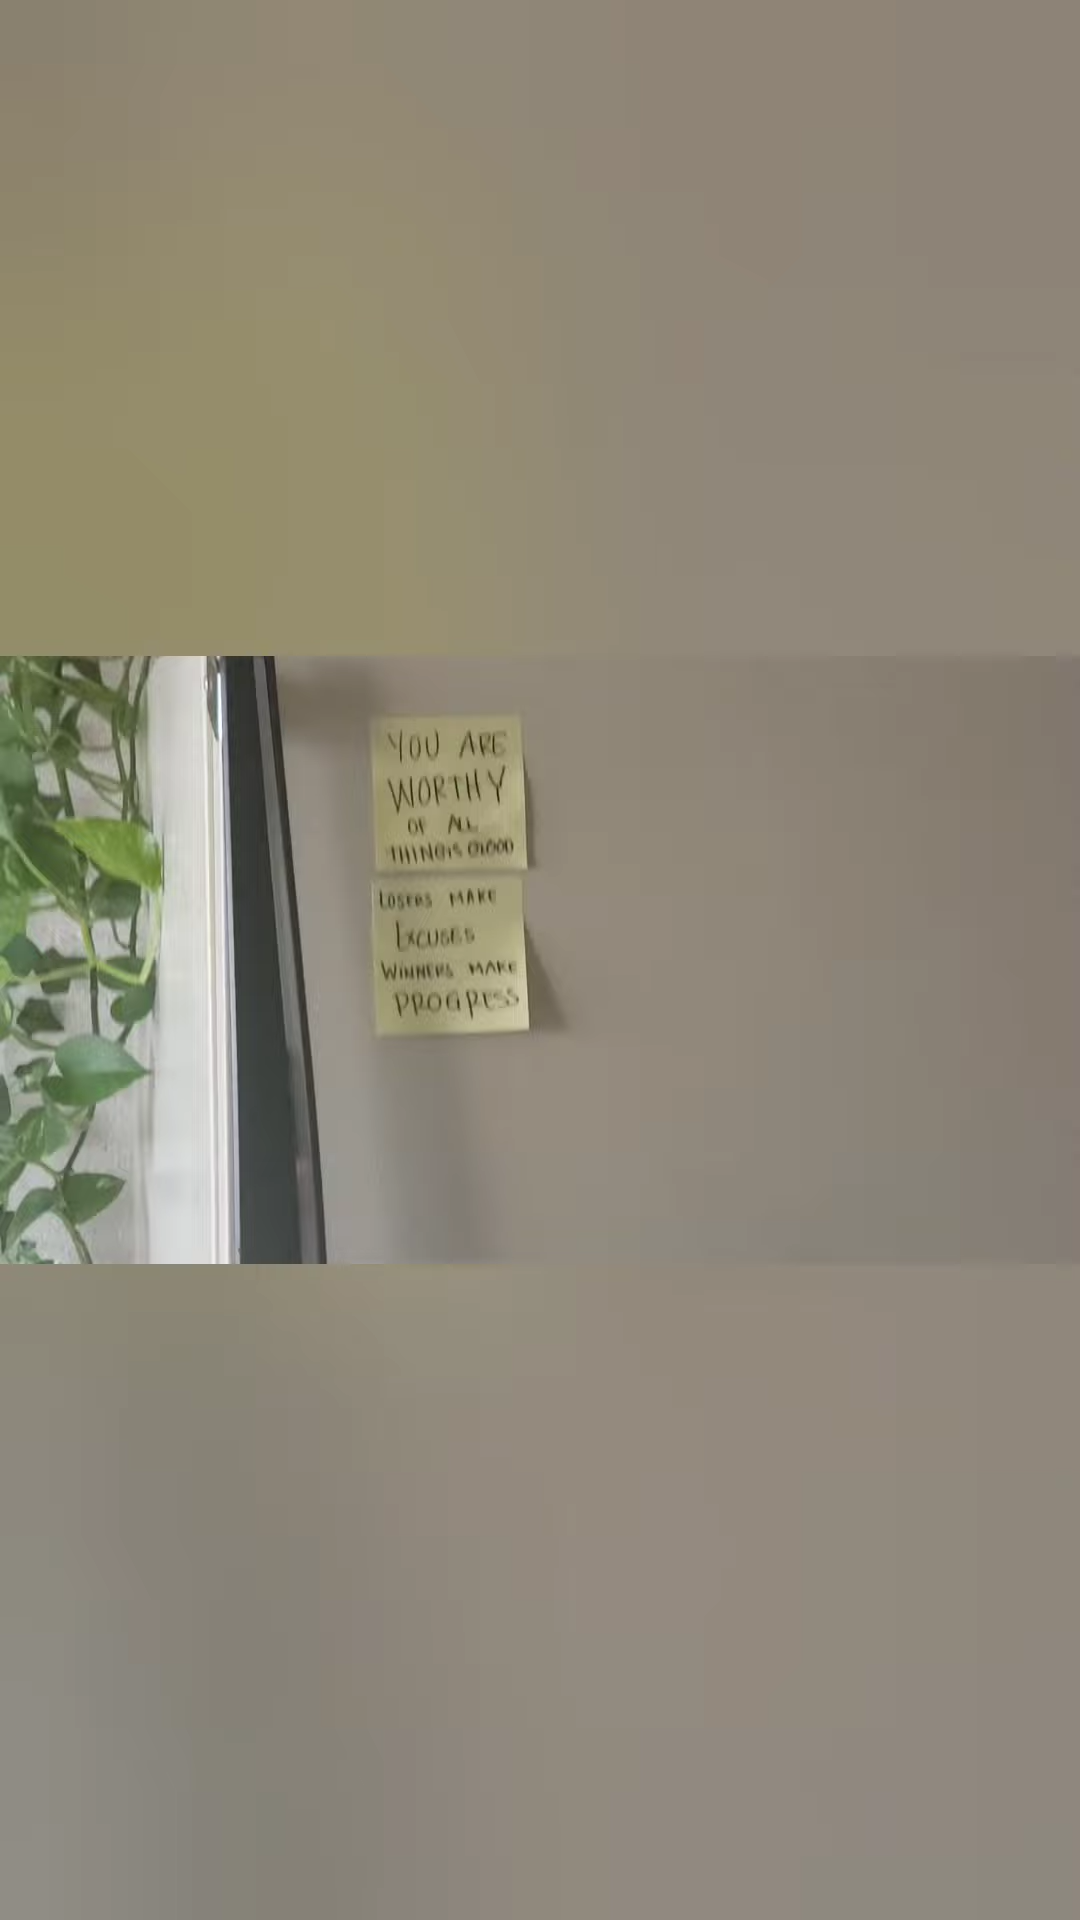 YOU ARE
WORTHY
OF ALL
THINGS GOOD
LOSERS MAKE
EXCUSES
WINNERS MAKE
PROGRESS